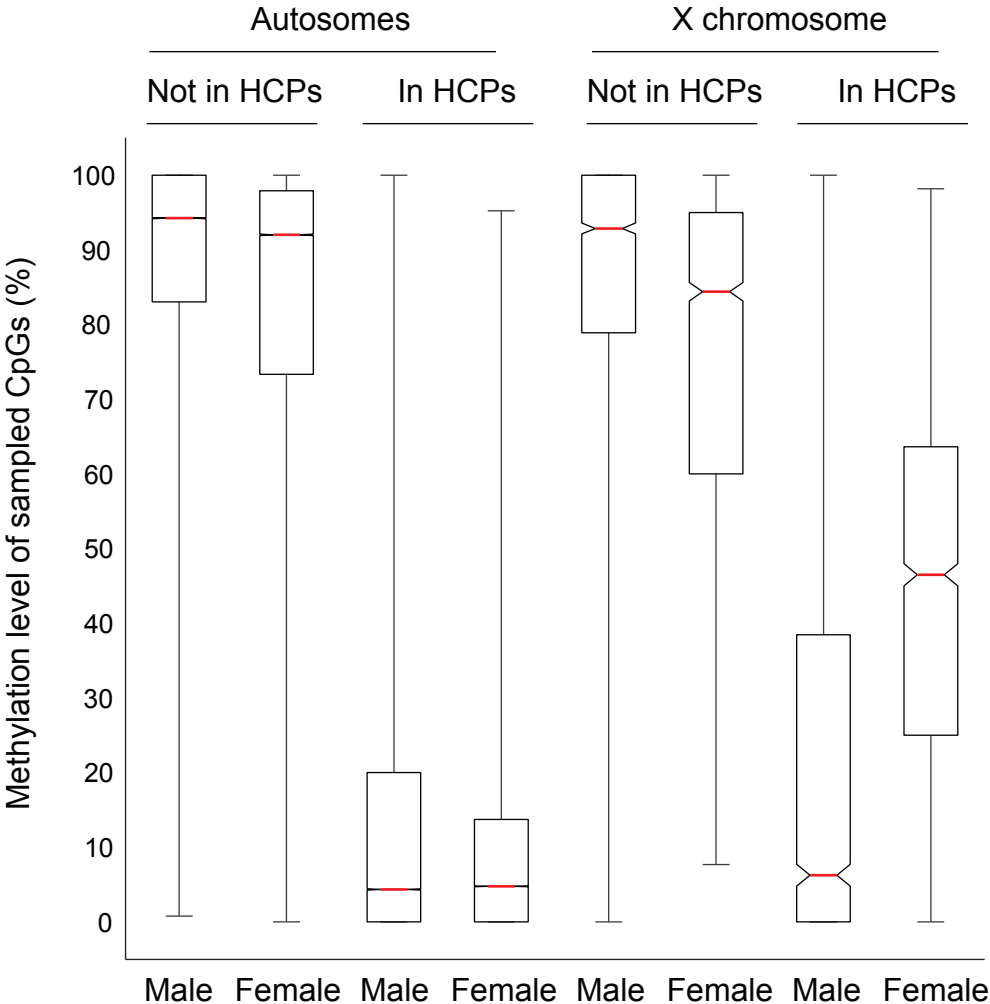 Autosomes X chromosome
Not in HCPs In HCPs Not in HCPs In HCPs
Methylation level of sampled CpGs (%)
100
90
80
70
60
50
40
30
20
10
0
Male Female Male Female Male Female Male Female